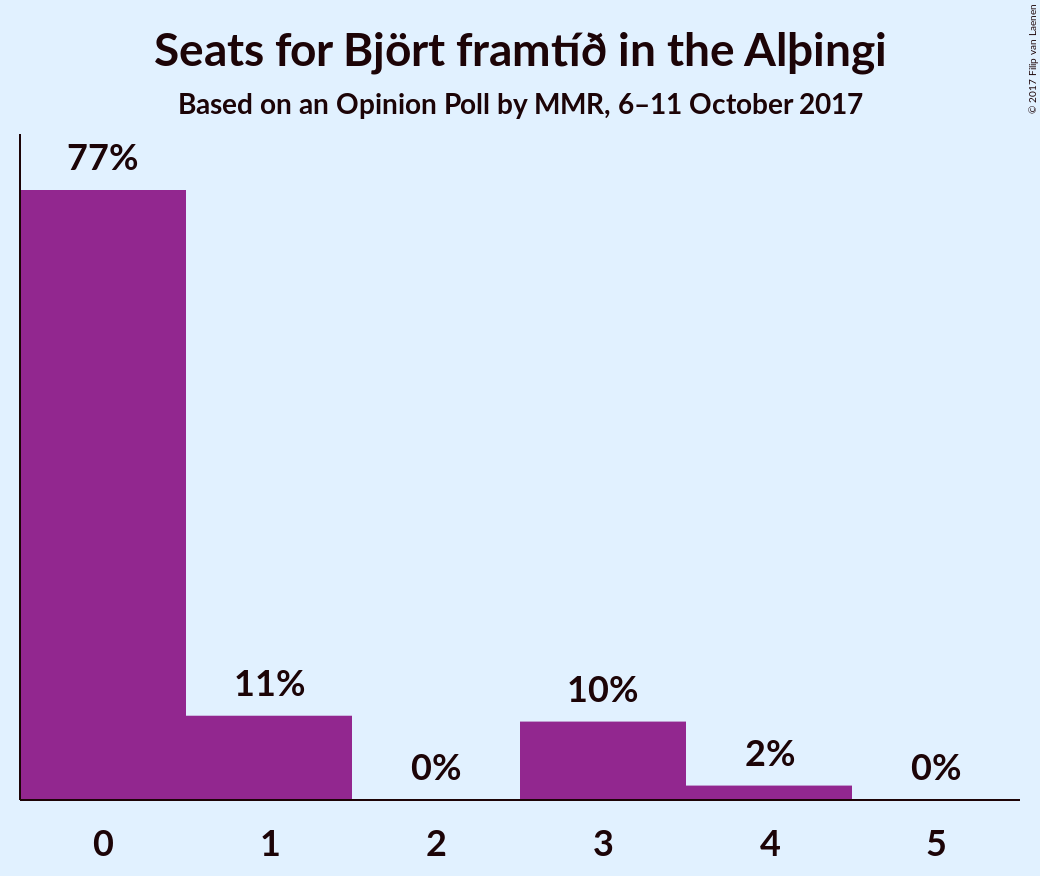 Seats for Björt framtíð in the Alþingi
Based on an Opinion Poll by MMR, 6–11 October 2017
© 2017 Filip van Laenen
77%
11%
0%
10%
2%
0%
0 1 2 3 4 5